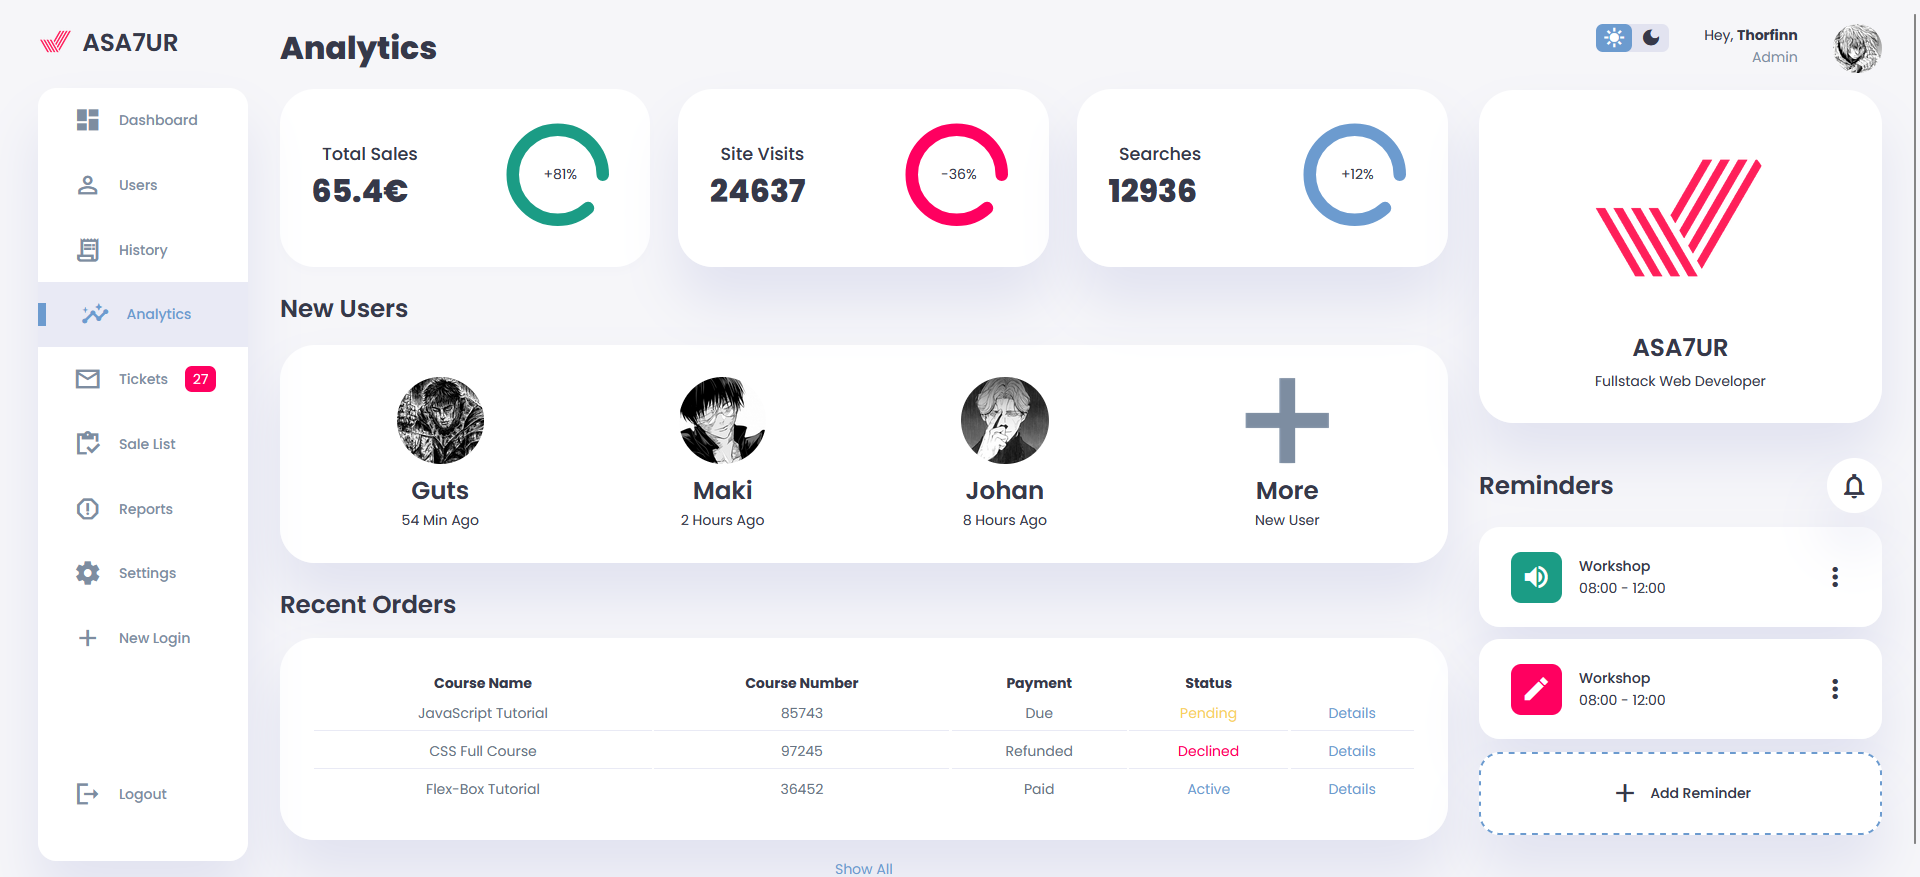 ASA7UR
Dashboard
Users
History
Analytics
Tickets 27
Sale List
Reports
Settings
New Login
Logout
Analytics
Total Sales
65.4€
+81%
Site Visits
24637
-36%
Searches
12936
+12%
New Users
Guts
54 Min Ago
Maki
2 Hours Ago
Johan
8 Hours Ago
More
New User
Recent Orders
Course Name Course Number Payment Status
JavaScript Tutorial 85743 Due Pending Details
CSS Full Course 97245 Refunded Declined Details
Flex-Box Tutorial 36452 Paid Active Details
Show All
Hey, Thorfinn
Admin
ASA7UR
Fullstack Web Developer
Reminders
Workshop
08:00 - 12:00
Workshop
08:00 - 12:00
Add Reminder